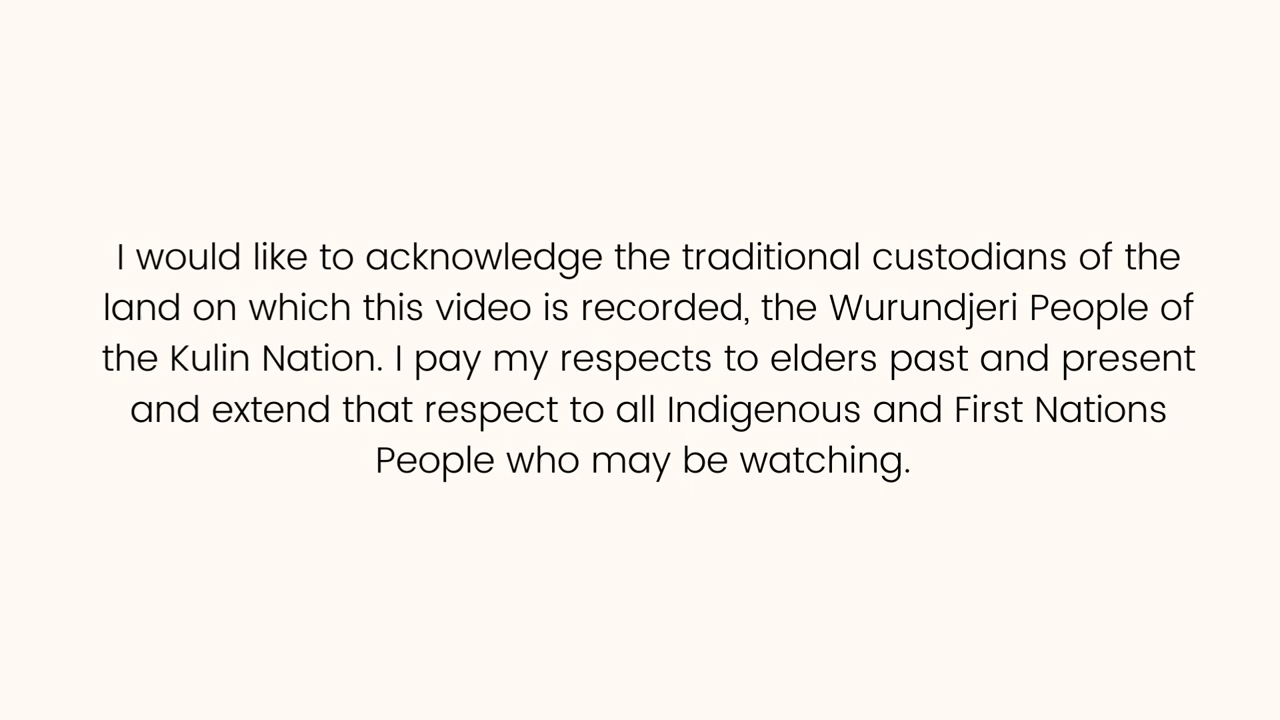 I would like to acknowledge the traditional custodians of the
land on which this video is recorded, the Wurundjeri People of
the Kulin Nation. I pay my respects to elders past and present
and extend that respect to all Indigenous and First Nations
People who may be watching.